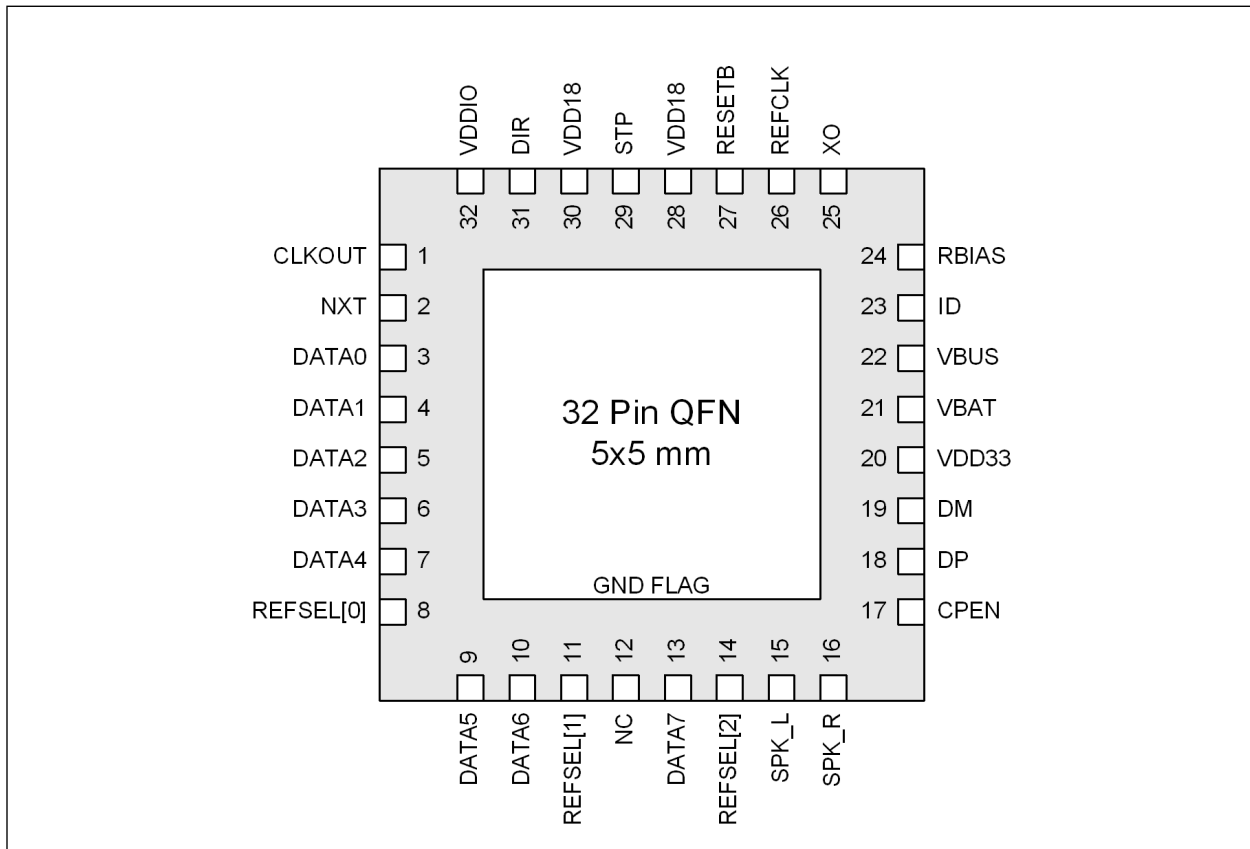 VDDIO
DIR
VDD18
STP
VDD18
RESETB
REFCLK
XO
32
31
30
29
28
27
26
25
CLKOUT 1
NXT 2
DATA0 3
DATA1 4
DATA2 5
DATA3 6
DATA4 7
REFSEL[0] 8
24 RBIAS
23 ID
22 VBUS
21 VBAT
20 VDD33
19 DM
18 DP
17 CPEN
32 Pin QFN
5x5 mm
GND FLAG
9
10
11
12
13
14
15
16
DATA5
DATA6
REFSEL[1]
NC
DATA7
REFSEL[2]
SPK_L
SPK_R